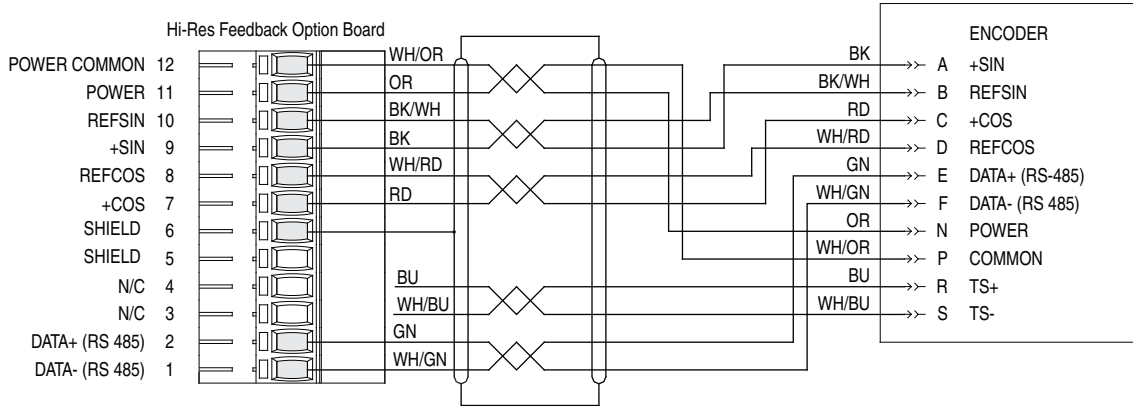 Hi-Res Feedback Option Board
POWER COMMON 12
POWER 11
REFSIN 10
+SIN 9
REFCOS 8
+COS 7
SHIELD 6
SHIELD 5
N/C 4
N/C 3
DATA+ (RS 485) 2
DATA- (RS 485) 1
WH/OR
OR
BK/WH
BK
WH/RD
RD
BU
WH/BU
GN
WH/GN
ENCODER
BK A +SIN
BK/WH B REFSIN
RD C +COS
WH/RD D REFCOS
GN E DATA+ (RS-485)
WH/GN F DATA- (RS 485)
OR N POWER
WH/OR P COMMON
BU R TS+
WH/BU S TS-